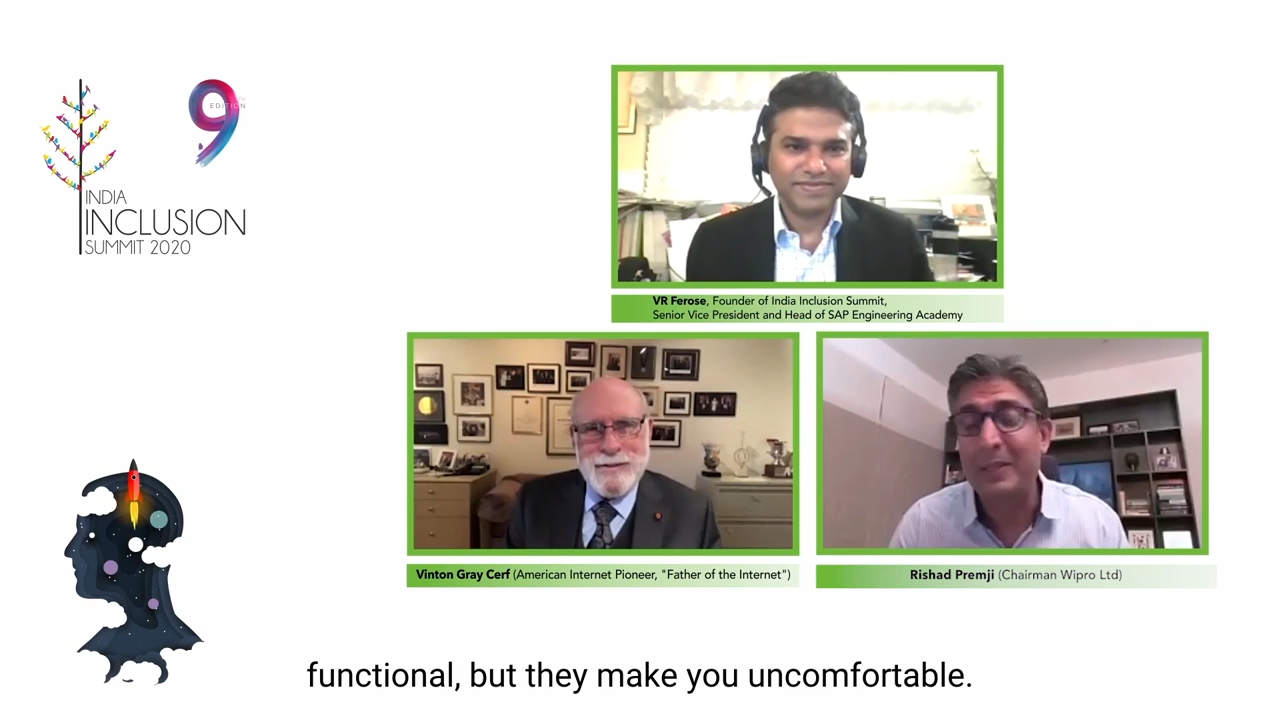 9
EDITION
INDIA
INCLUSION
SUMMIT 2020
VR Ferose, Founder of India Inclusion Summit,
Senior Vice President and Head of SAP Engineering Academy
Vinton Gray Cerf (American Internet Pioneer, "Father of the Internet")
Rishad Premji (Chairman Wipro Ltd)
functional, but they make you uncomfortable.